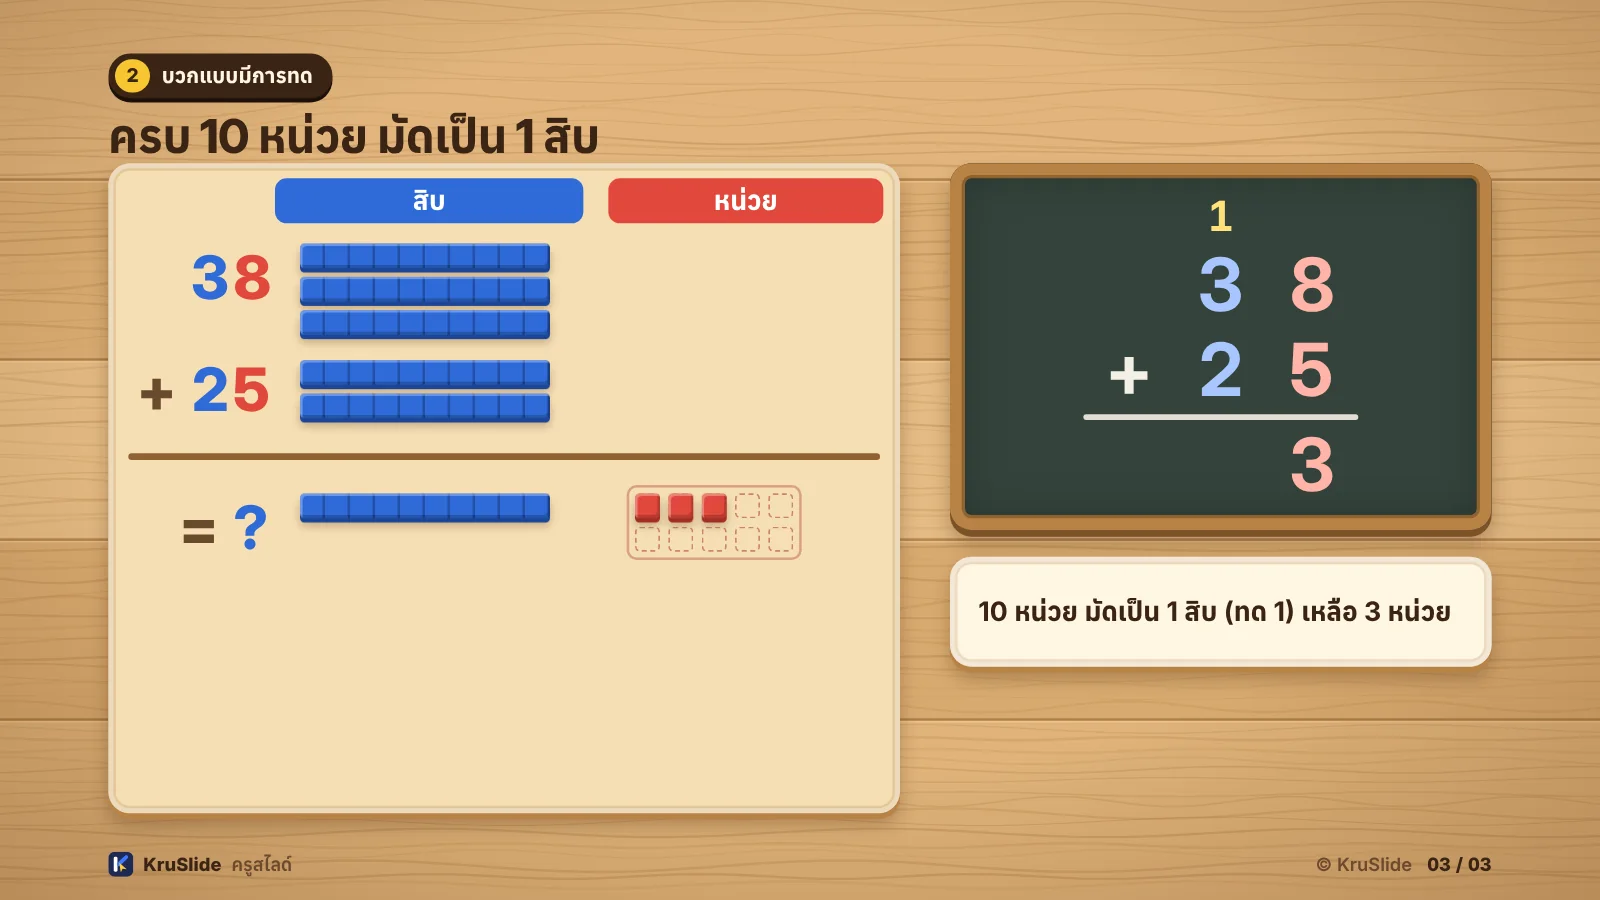 2 บวกแบบมีการทด
ครบ 10 หน่วย มัดเป็น 1 สิบ
สิบ หน่วย
38
+ 25
= ?
1
3 8
+ 2 5
3
10 หน่วย มัดเป็น 1 สิบ (ทด 1) เหลือ 3 หน่วย
KruSlide ครูสไลด์
© KruSlide 03 / 03